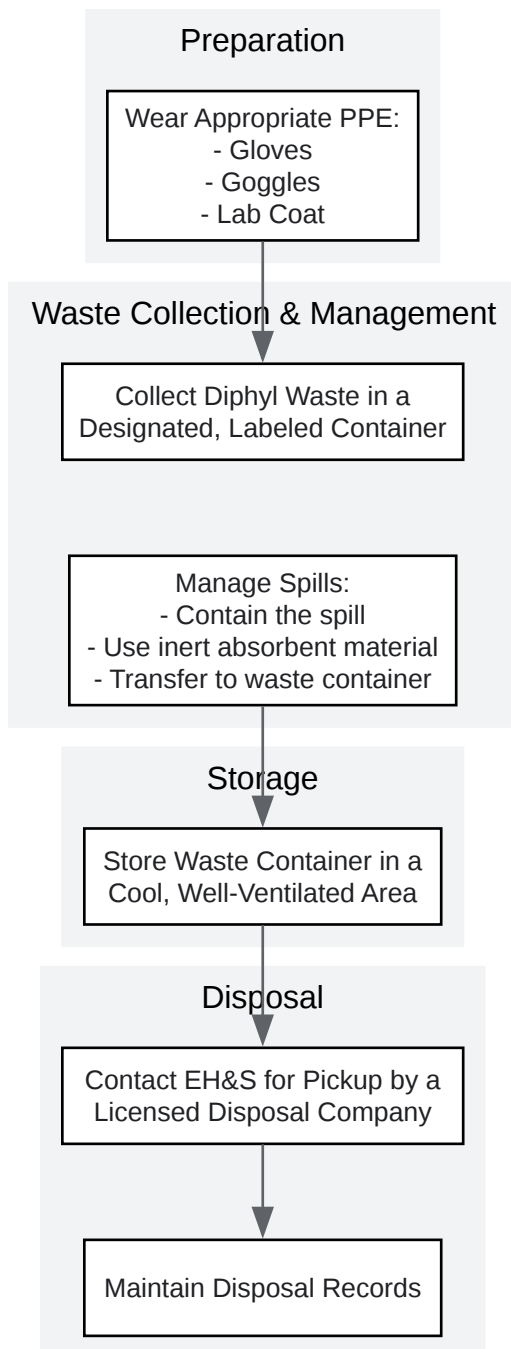 Preparation
Wear Appropriate PPE:
- Gloves
- Goggles
- Lab Coat
Waste Collection & Management
Collect Diphyl Waste in a
Designated, Labeled Container
Manage Spills:
- Contain the spill
- Use inert absorbent material
- Transfer to waste container
Storage
Store Waste Container in a
Cool, Well-Ventilated Area
Disposal
Contact EH&S for Pickup by a
Licensed Disposal Company
Maintain Disposal Records